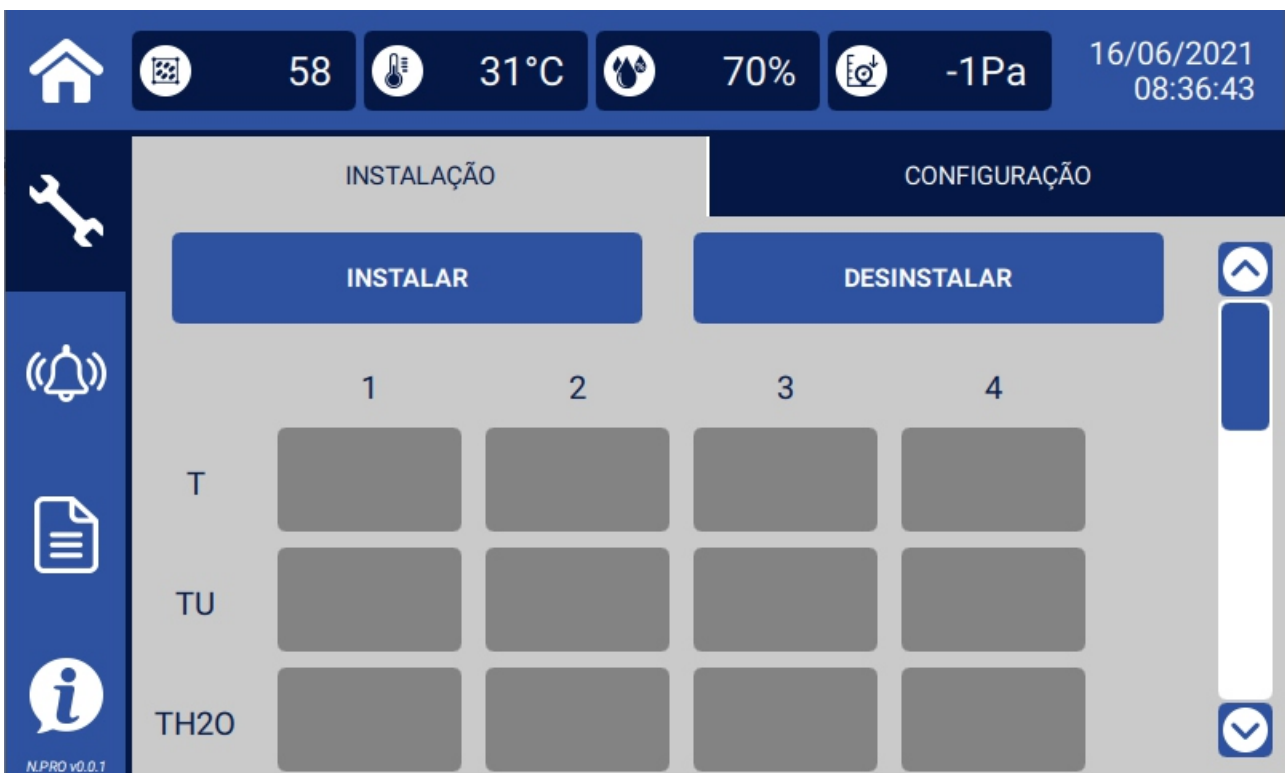 58 31°C 70% -1Pa 16/06/2021
08:36:43
INSTALAÇÃO CONFIGURAÇÃO
INSTALAR DESINSTALAR
1 2 3 4
T
TU
TH2O
N.PRO v0.0.1